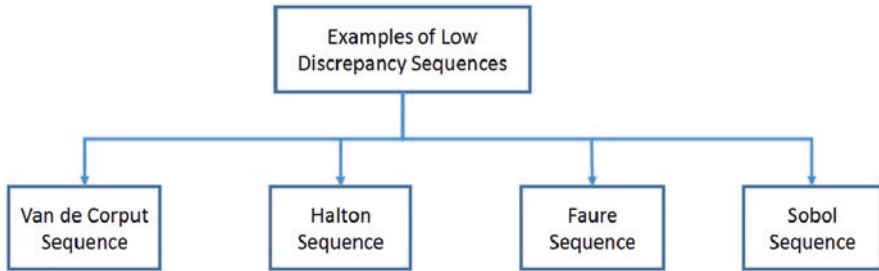 Examples of Low
Discrepancy Sequences
Van de Corput
Sequence
Halton
Sequence
Faure
Sequence
Sobol
Sequence